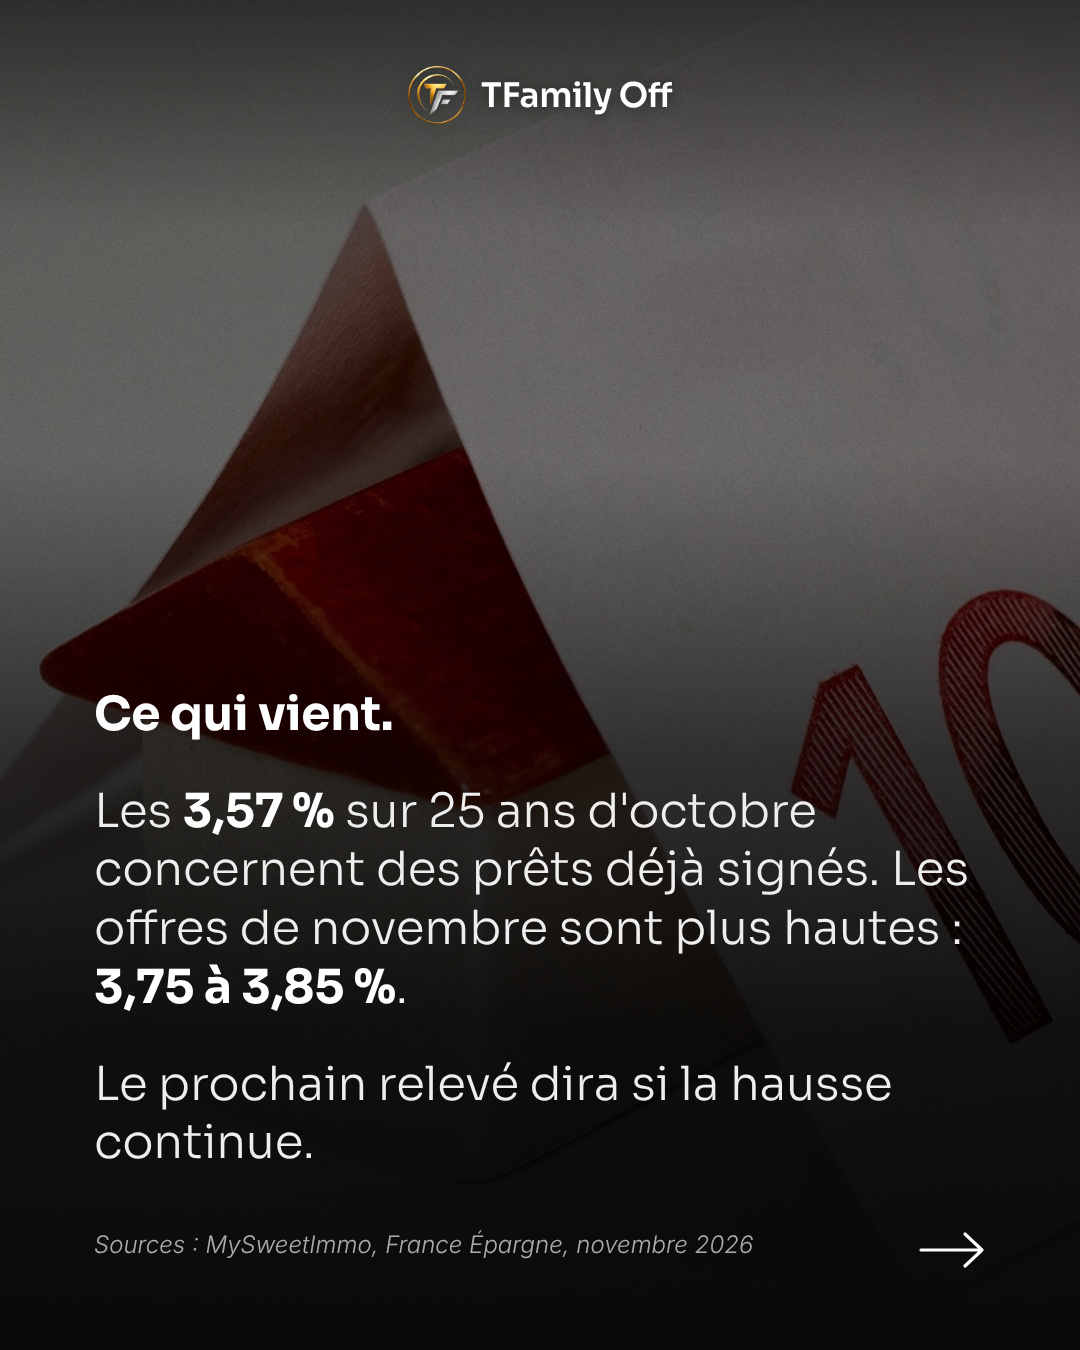 TFamily Off
10
Ce qui vient.
Les 3,57 % sur 25 ans d'octobre
concernent des prêts déjà signés. Les
offres de novembre sont plus hautes :
3,75 à 3,85 %.
Le prochain relevé dira si la hausse
continue.
Sources : MySweetImmo, France Épargne, novembre 2026